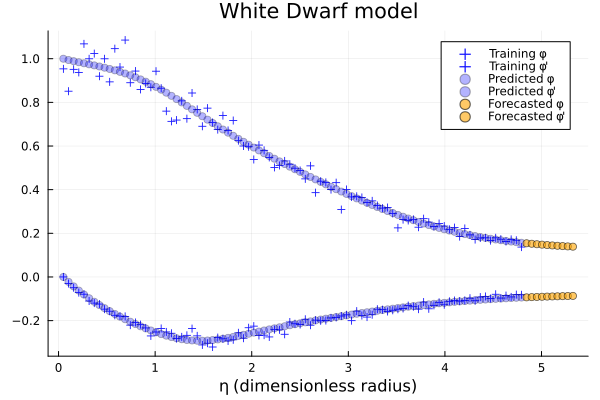 White Dwarf model
Training φ
Training φ'
Predicted φ
Predicted φ'
Forecasted φ
Forecasted φ'
1.0
0.8
0.6
0.4
0.2
0.0
−0.2
0 1 2 3 4 5
η (dimensionless radius)